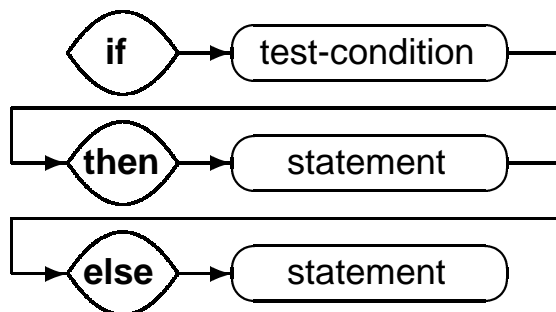 if test-condition
then statement
else statement